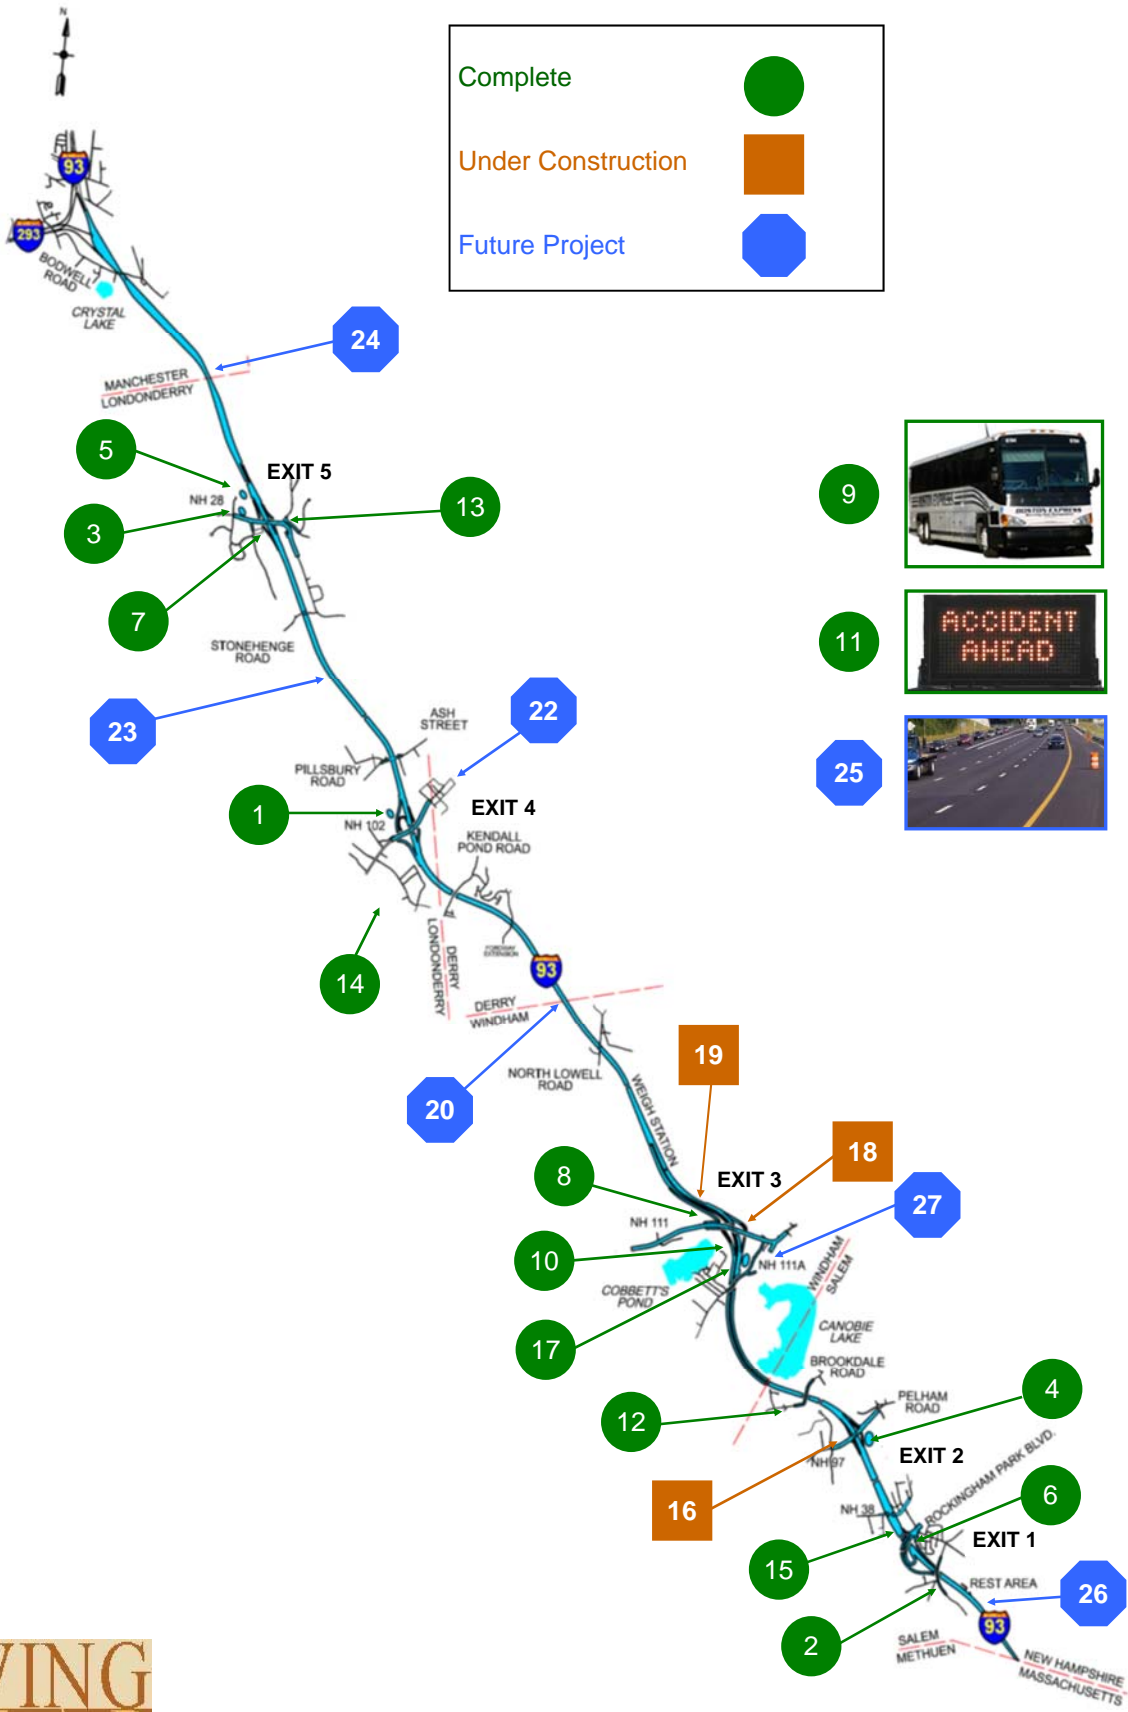 N
Complete
Under Construction
Future Project
93
293
BODWELL
ROAD
CRYSTAL
LAKE
24
MANCHESTER
LONDONDERRY
5
EXIT 5
NH 28
13
3
7
STONEHENGE
ROAD
9
BOSTON EXPRESS
11
ACCIDENT
AHEAD
25
23
22
ASH
STREET
PILLSBURY
ROAD
1
EXIT 4
NH 102
KENDALL
POND ROAD
14
DERRY
LONDONDERRY
EXTENSION
93
DERRY
WINDHAM
20
NORTH LOWELL
ROAD
19
WEIGH STATION
18
8
EXIT 3
27
NH 111
10
NH 111A
WINDHAM
SALEM
COBBETT'S
POND
17
CANOBIE
LAKE
BROOKDALE
ROAD
4
12
PELHAM
ROAD
NH 97
EXIT 2
16
ROCKINGHAM PARK BLVD.
6
NH 38
EXIT 1
15
REST AREA
26
2
93
SALEM
METHUEN
NEW HAMPSHIRE
MASSACHUSETTS
VING